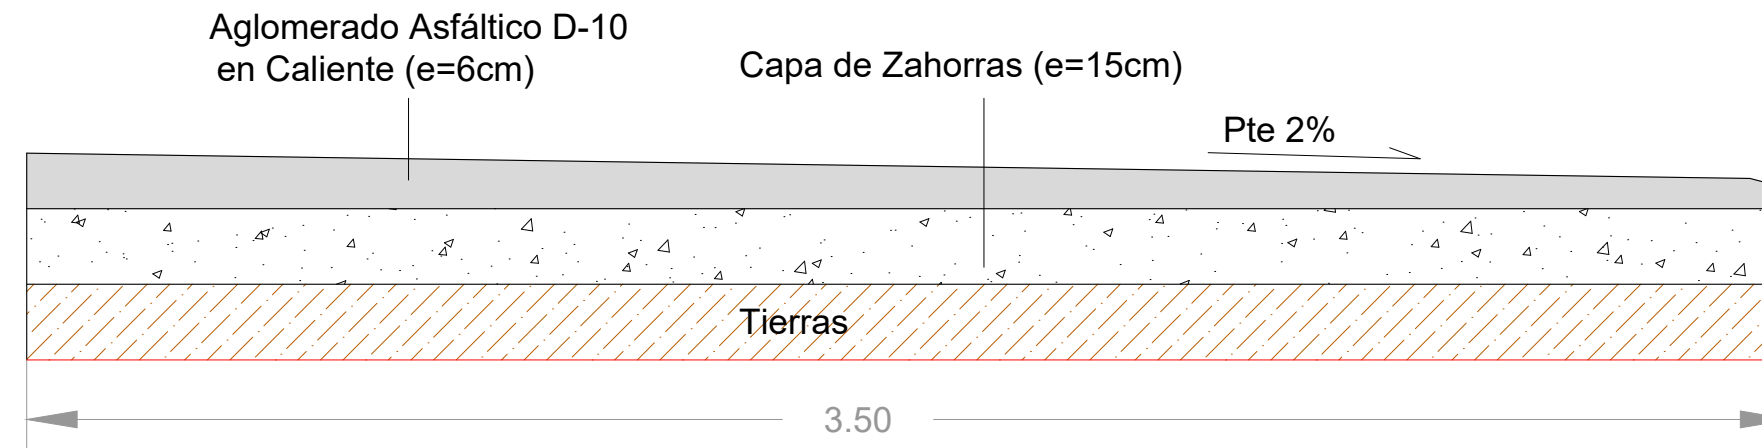 Aglomerado Asfáltico D-10
en Caliente (e=6cm)
Capa de Zahorras (e=15cm)
Pte 2%
Tierras
3.50